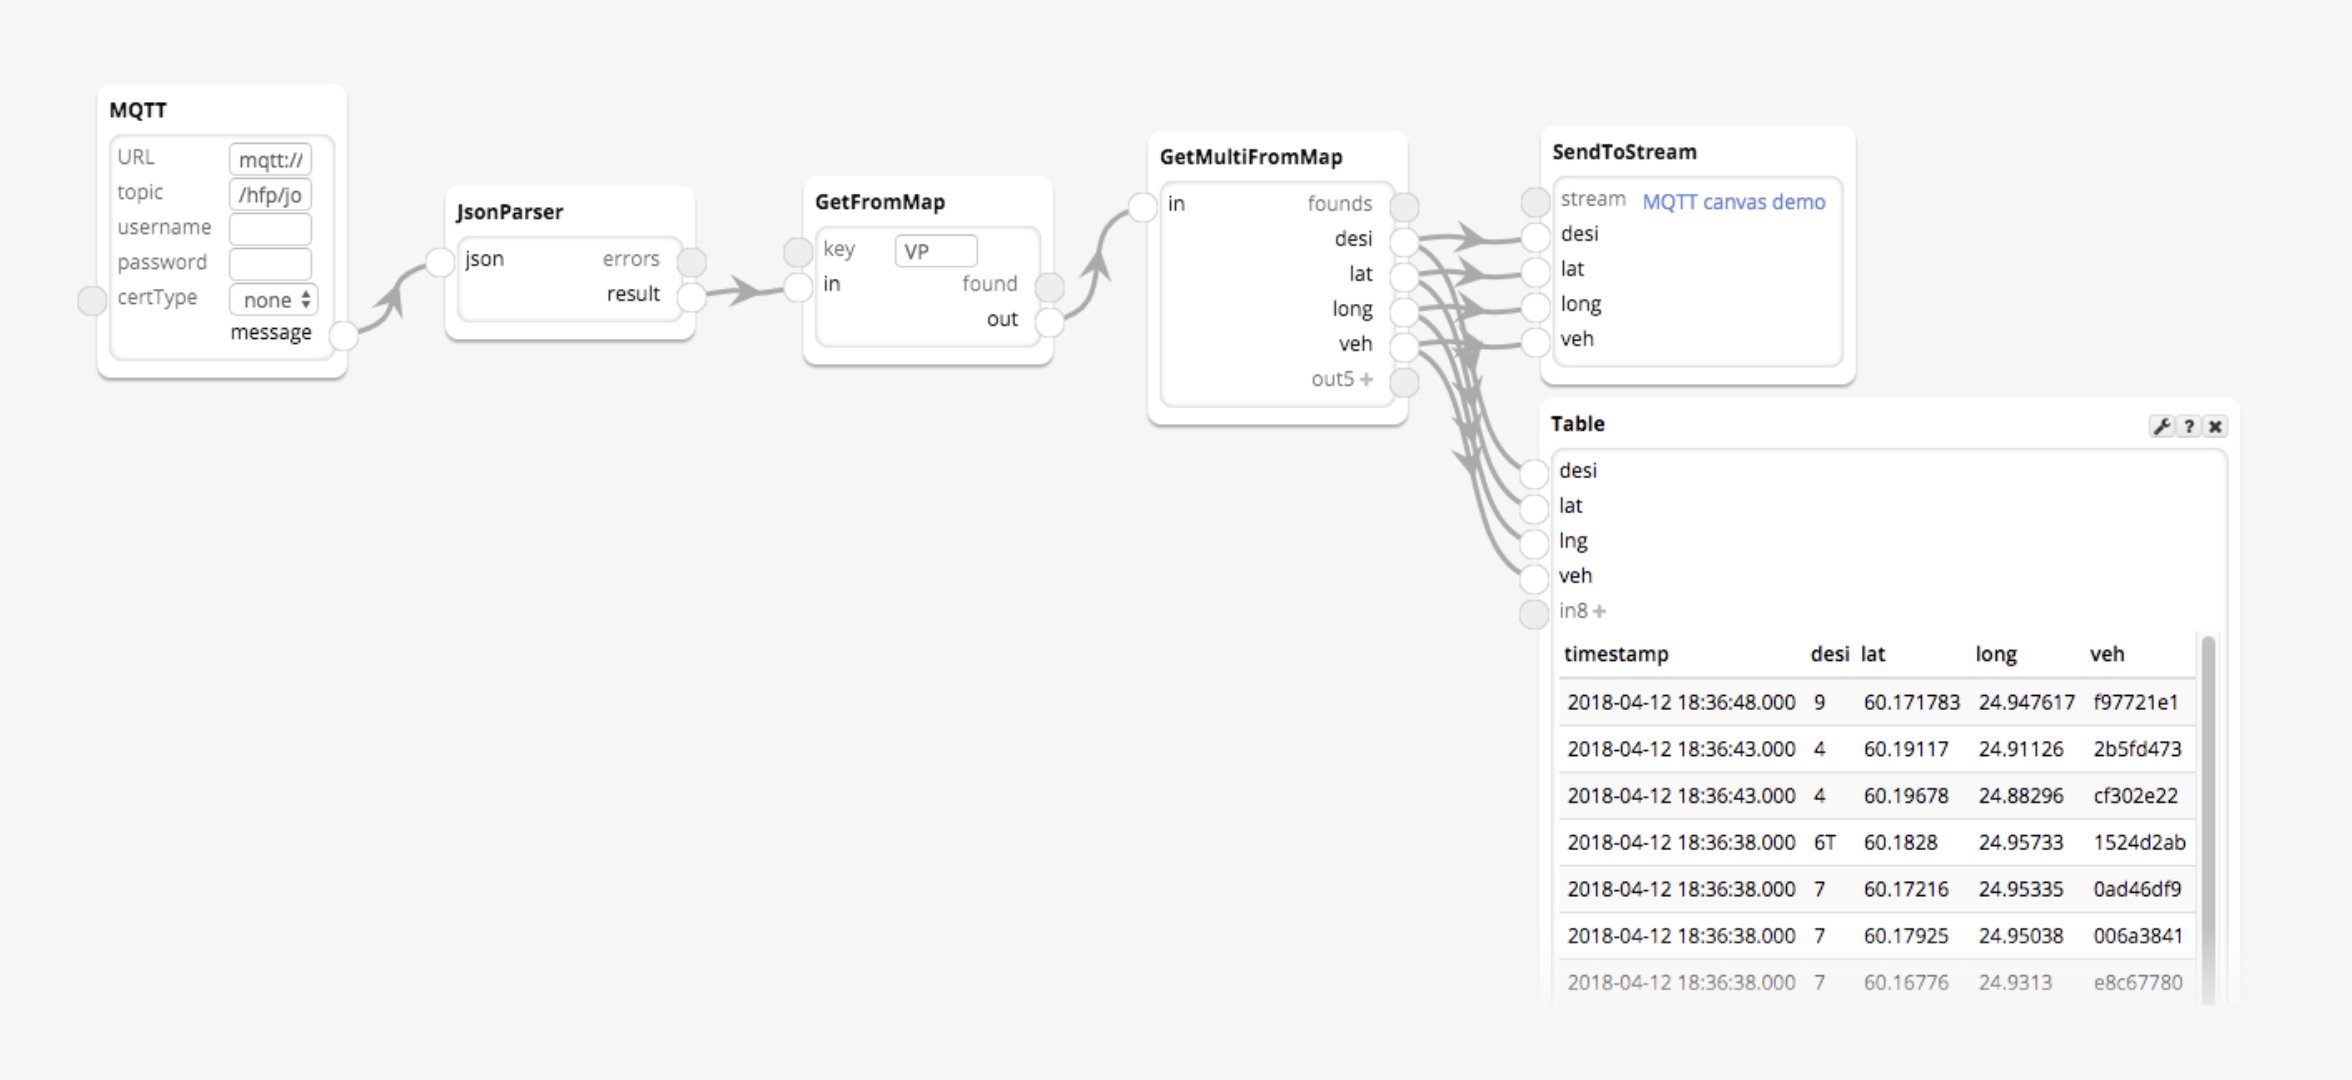 MQTT
URL mqtt://
topic /hfp/jo
username
password
certType none
message
JsonParser
json errors
result
GetFromMap
key VP
in found
out
GetMultiFromMap
in founds
desi
lat
long
veh
out5 +
SendToStream
stream MQTT canvas demo
desi
lat
long
veh
Table ?
desi
lat
lng
veh
in8 +
timestamp desi lat long veh
2018-04-12 18:36:48.000 9 60.171783 24.947617 f97721e1
2018-04-12 18:36:43.000 4 60.19117 24.91126 2b5fd473
2018-04-12 18:36:43.000 4 60.19678 24.88296 cf302e22
2018-04-12 18:36:38.000 6T 60.1828 24.95733 1524d2ab
2018-04-12 18:36:38.000 7 60.17216 24.95335 0ad46df9
2018-04-12 18:36:38.000 7 60.17925 24.95038 006a3841
2018-04-12 18:36:38.000 7 60.16776 24.9313 e8c67780